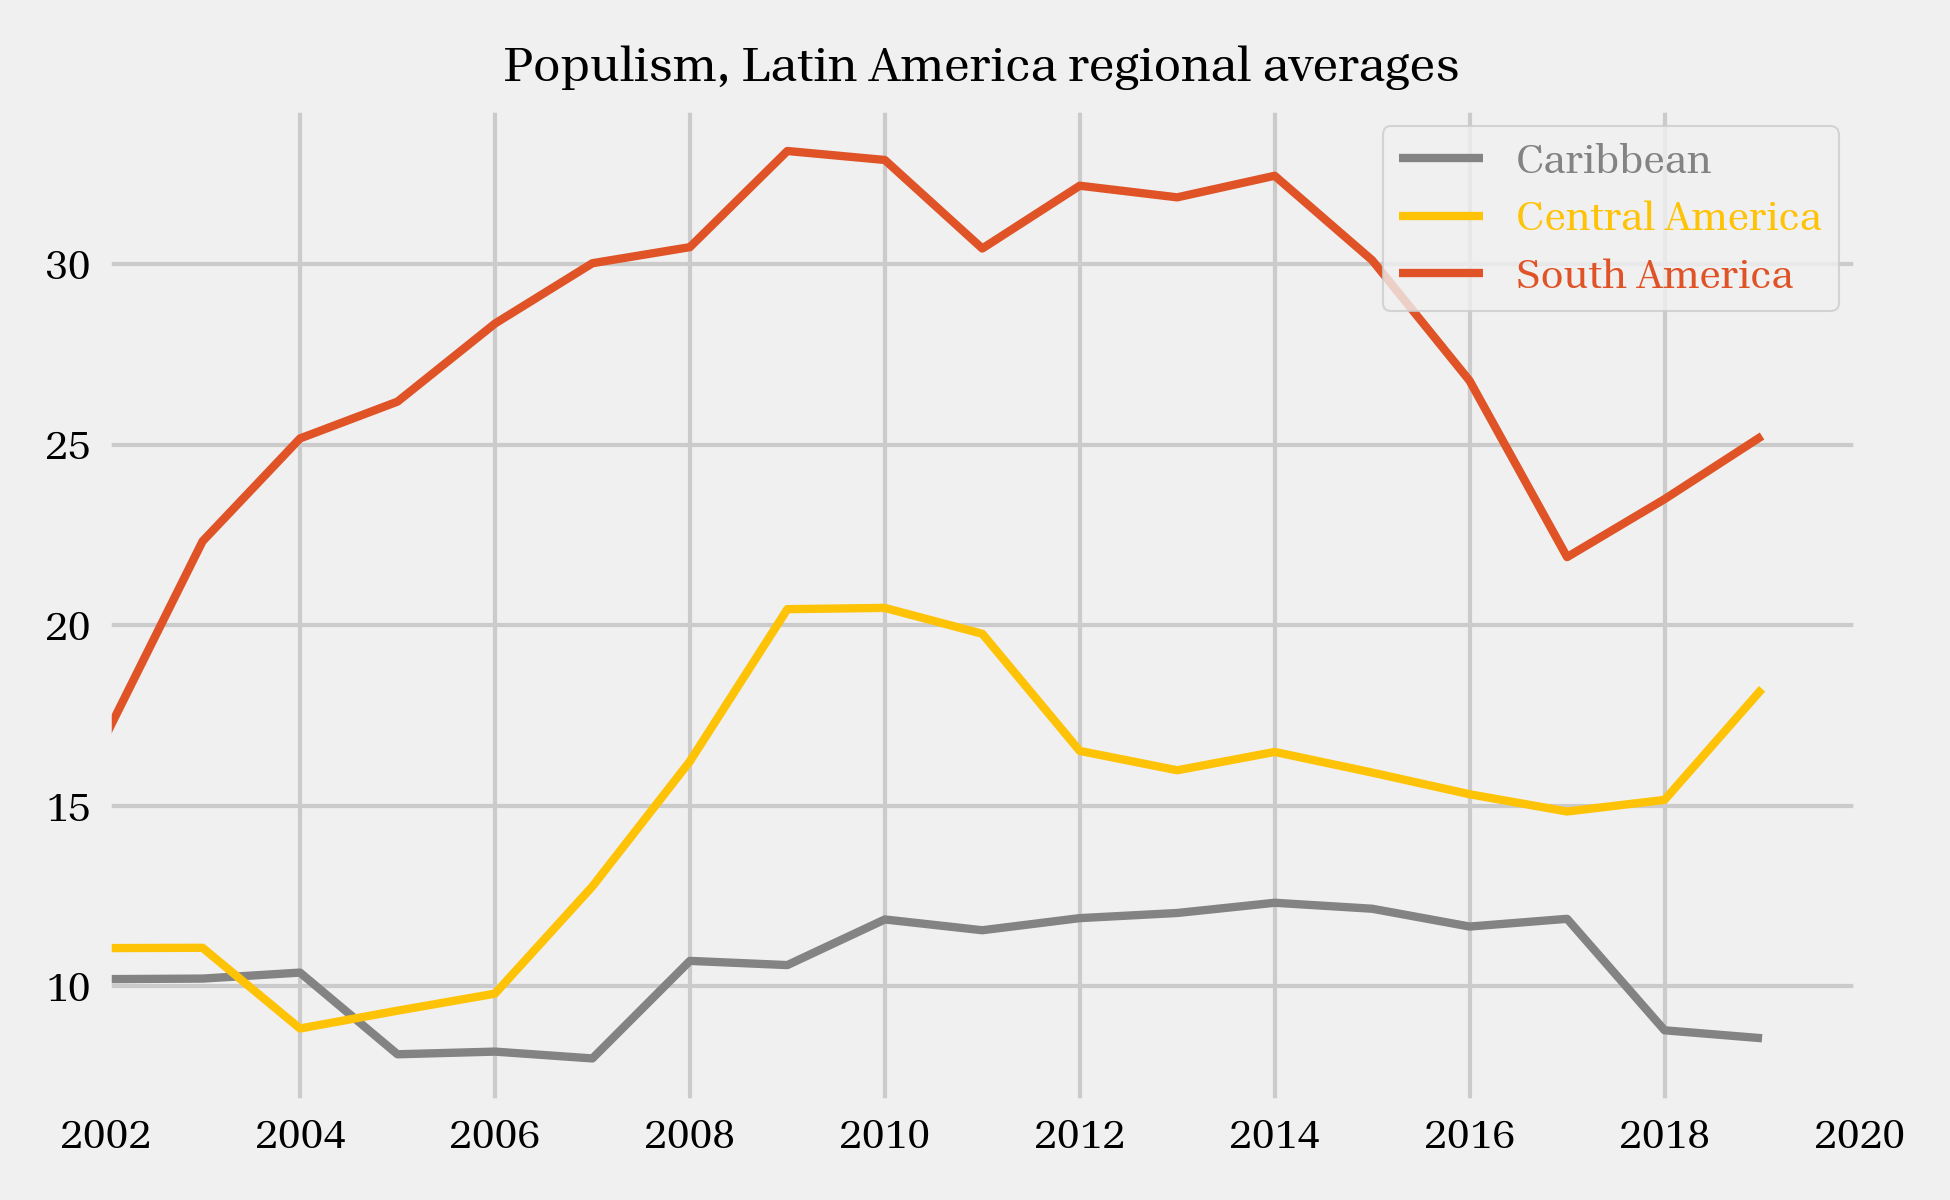 Populism, Latin America regional averages
Caribbean
Central America
South America
30
25
20
15
10
2002 2004 2006 2008 2010 2012 2014 2016 2018 2020